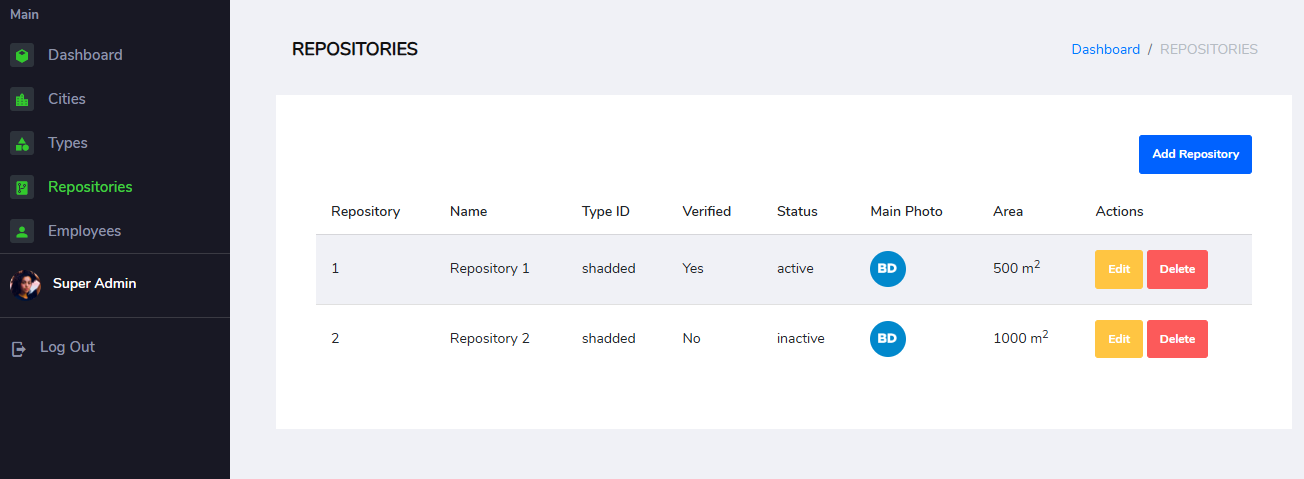 Main
Dashboard
Cities
Types
Repositories
Employees
Super Admin
Log Out
REPOSITORIES
Dashboard / REPOSITORIES
Add Repository
Repository Name Type ID Verified Status Main Photo Area Actions
1 Repository 1 shadded Yes active BD 500 m² Edit Delete
2 Repository 2 shadded No inactive BD 1000 m² Edit Delete